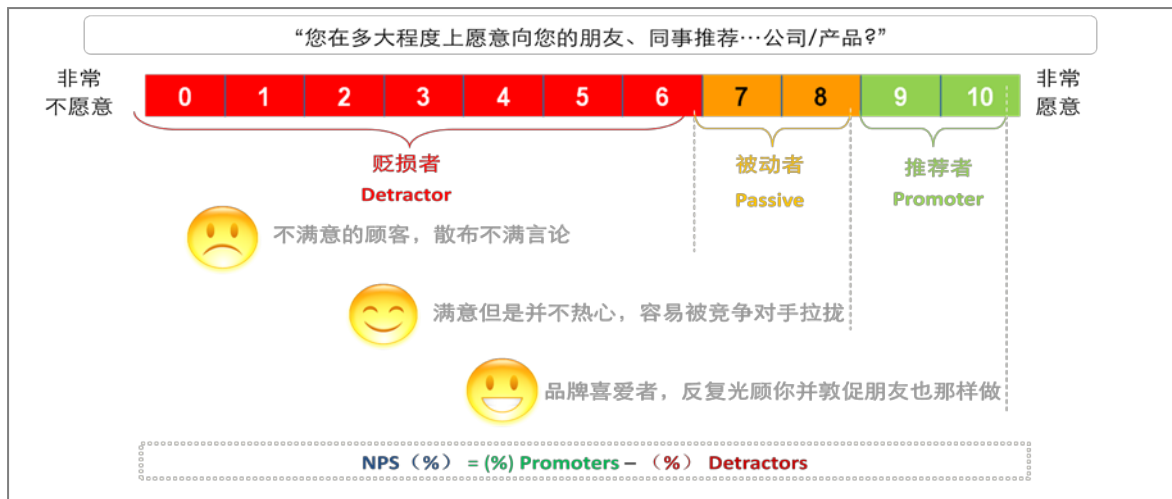 “您在多大程度上愿意向您的朋友、同事推荐…公司/产品?”
非常
不愿意
0 1 2 3 4 5 6 7 8 9 10
非常
愿意
贬损者
Detractor
被动者
Passive
推荐者
Promoter
不满意的顾客，散布不满言论
满意但是并不热心，容易被竞争对手拉拢
品牌喜爱者，反复光顾你并敦促朋友也那样做
NPS（%）= (%) Promoters – （%） Detractors